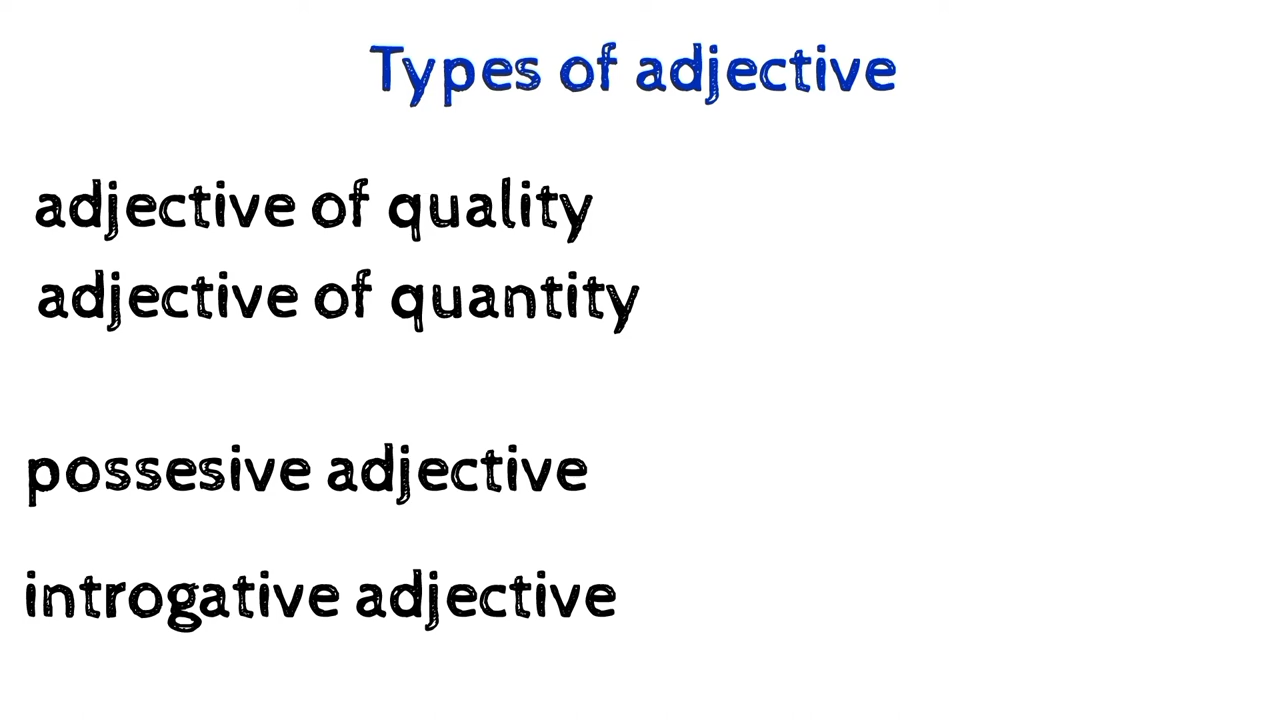 Types of adjective
adjective of quality
adjective of quantity
possesive adjective
introgative adjective